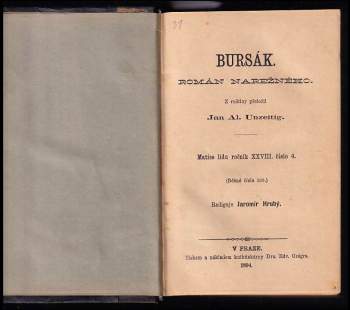 31
BURSÁK.
ROMÁN NAREŽNÉHO.
Z ruštiny přeložil
Jan Al. Unzeitig.
Matice lidu ročník XXVIII. číslo 4.
(Běžné číslo 166.)
Rediguje Jaromír Hrubý.
V PRAZE.
Tiskem a nákladem knihtiskárny Dra. Edv. Grégra.
1894.